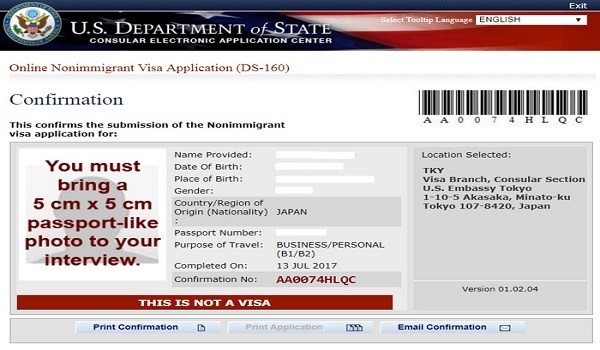 Exit
U.S. DEPARTMENT of STATE
CONSULAR ELECTRONIC APPLICATION CENTER
Select Tooltip Language ENGLISH
Online Nonimmigrant Visa Application (DS-160)
Confirmation
AA0074HLQC
This confirms the submission of the Nonimmigrant
visa application for:
You must
bring a
5 cm x 5 cm
passport-like
photo to your
interview.
Name Provided:
Date Of Birth:
Place of Birth:
Gender:
Country/Region of
Origin (Nationality) JAPAN
:
Passport Number:
Purpose of Travel: BUSINESS/PERSONAL
(B1/B2)
Completed On: 13 JUL 2017
Confirmation No: AA0074HLQC
Location Selected:
TKY
Visa Branch, Consular Section
U.S. Embassy Tokyo
1-10-5 Akasaka, Minato-ku
Tokyo 107-8420, Japan
THIS IS NOT A VISA
Version 01.02.04
Print Confirmation
Print Application
Email Confirmation